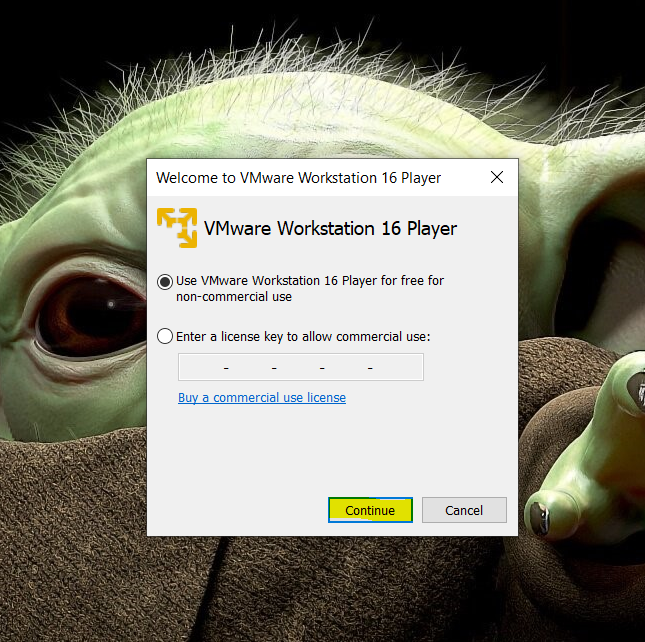 Welcome to VMware Workstation 16 Player
VMware Workstation 16 Player
Use VMware Workstation 16 Player for free for
non-commercial use
Enter a license key to allow commercial use:
- - - -
Buy a commercial use license
Continue Cancel